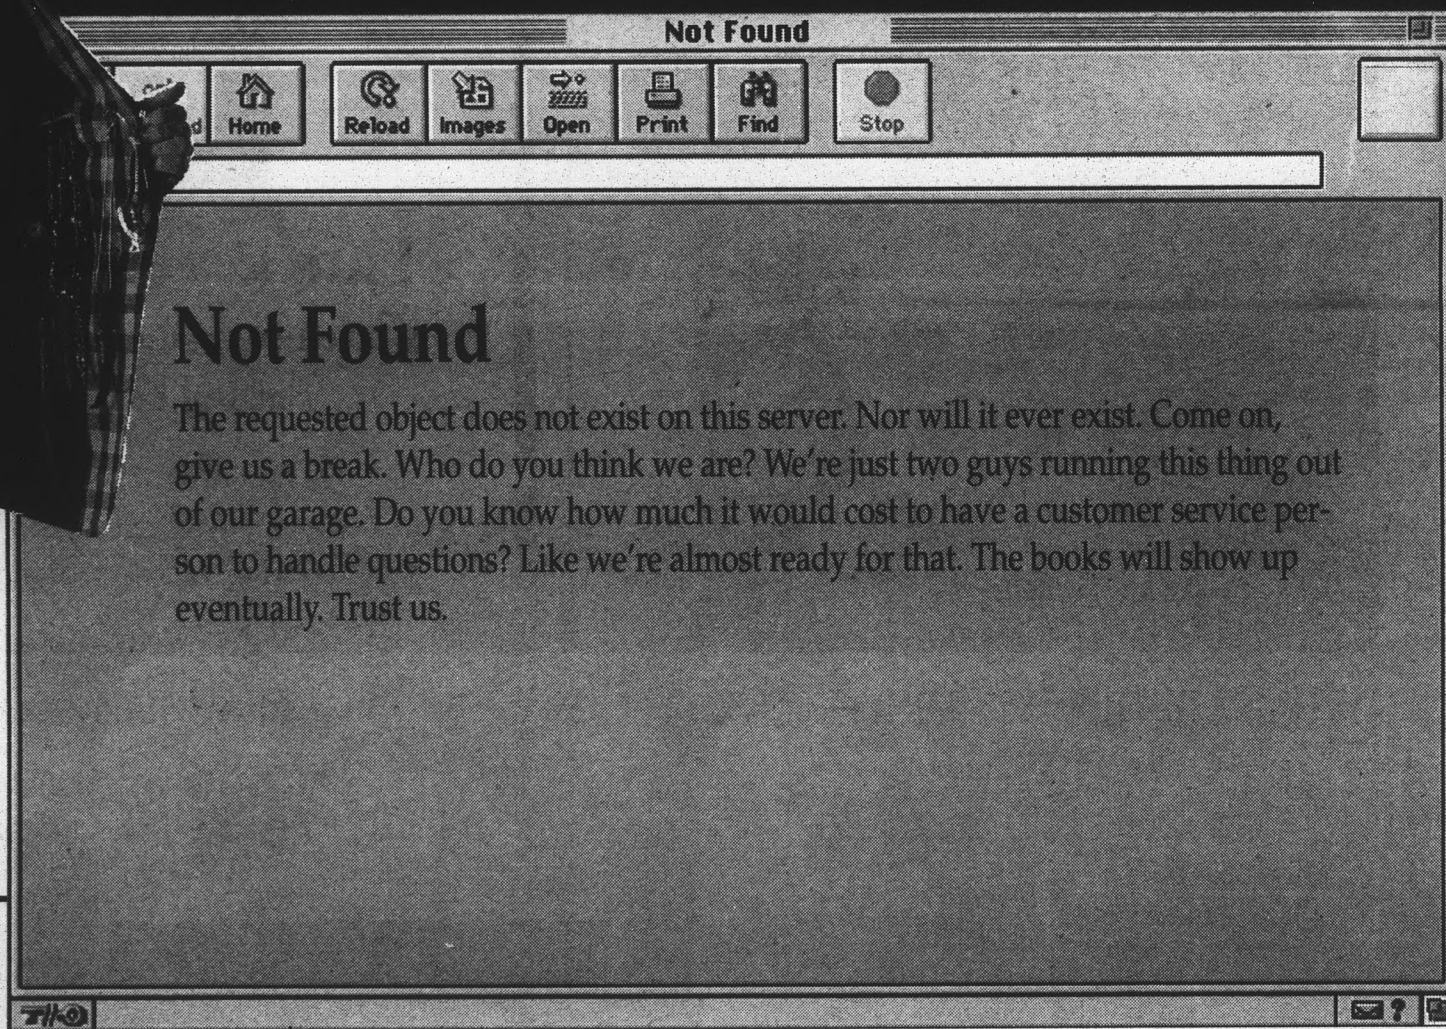 Not Found
Home
Reload
Images
Open
Print
Find
Stop
Not Found
The requested object does not exist on this server. Nor will it ever exist. Come on,
give us a break. Who do you think we are? We're just two guys running this thing out
of our garage. Do you know how much it would cost to have a customer service per-
son to handle questions? Like we're almost ready for that. The books will show up
eventually. Trust us.
?